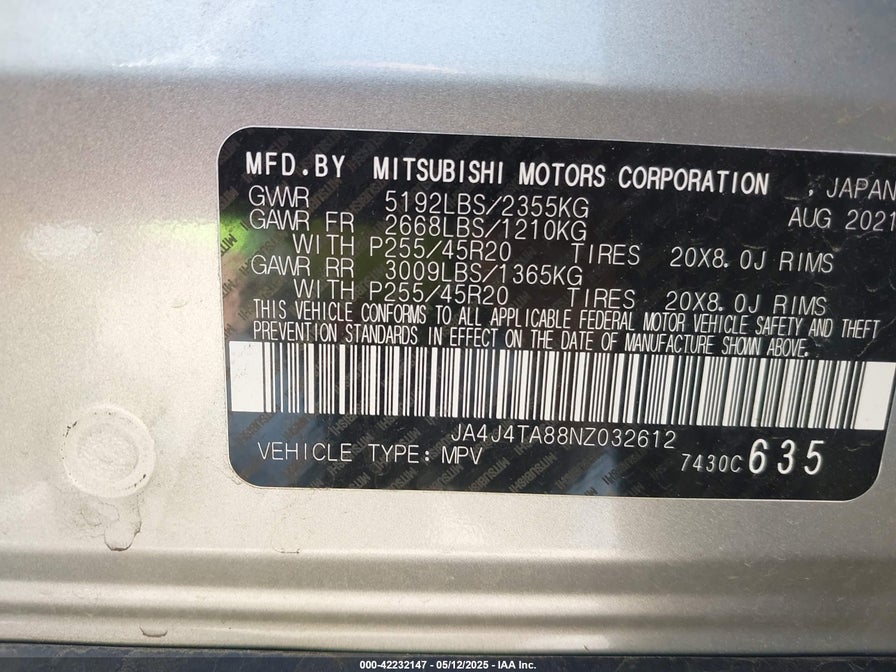 MFD.BY MITSUBISHI MOTORS CORPORATION , JAPAN
AUG 2021
GVWR 5192LBS/2355KG
GAWR FR 2668LBS/1210KG
WITH P255/45R20 TIRES 20X8.0J RIMS
GAWR RR 3009LBS/1365KG
WITH P255/45R20 TIRES 20X8.0J RIMS
THIS VEHICLE CONFORMS TO ALL APPLICABLE FEDERAL MOTOR VEHICLE SAFETY AND THEFT
PREVENTION STANDARDS IN EFFECT ON THE DATE OF MANUFACTURE SHOWN ABOVE.
JA4J4TA88NZ032612
VEHICLE TYPE: MPV 7430C 635
000-42232147 - 05/12/2025 - IAA Inc.